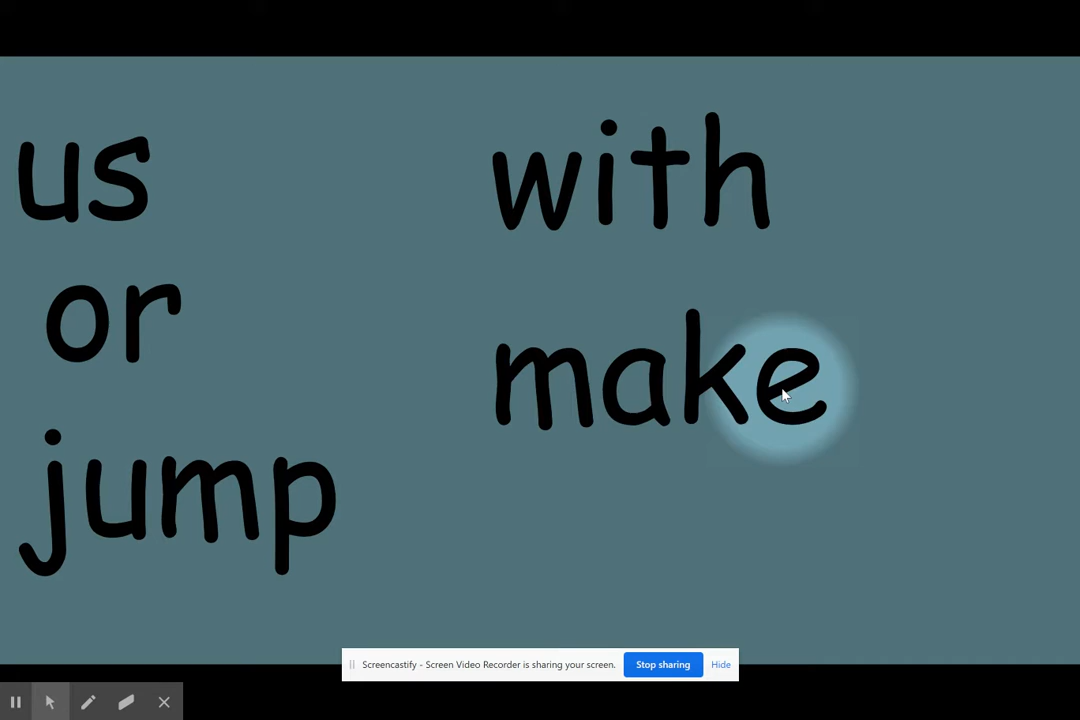 us
or
jump
with
make
Screencastify - Screen Video Recorder is sharing your screen.
Stop sharing
Hide